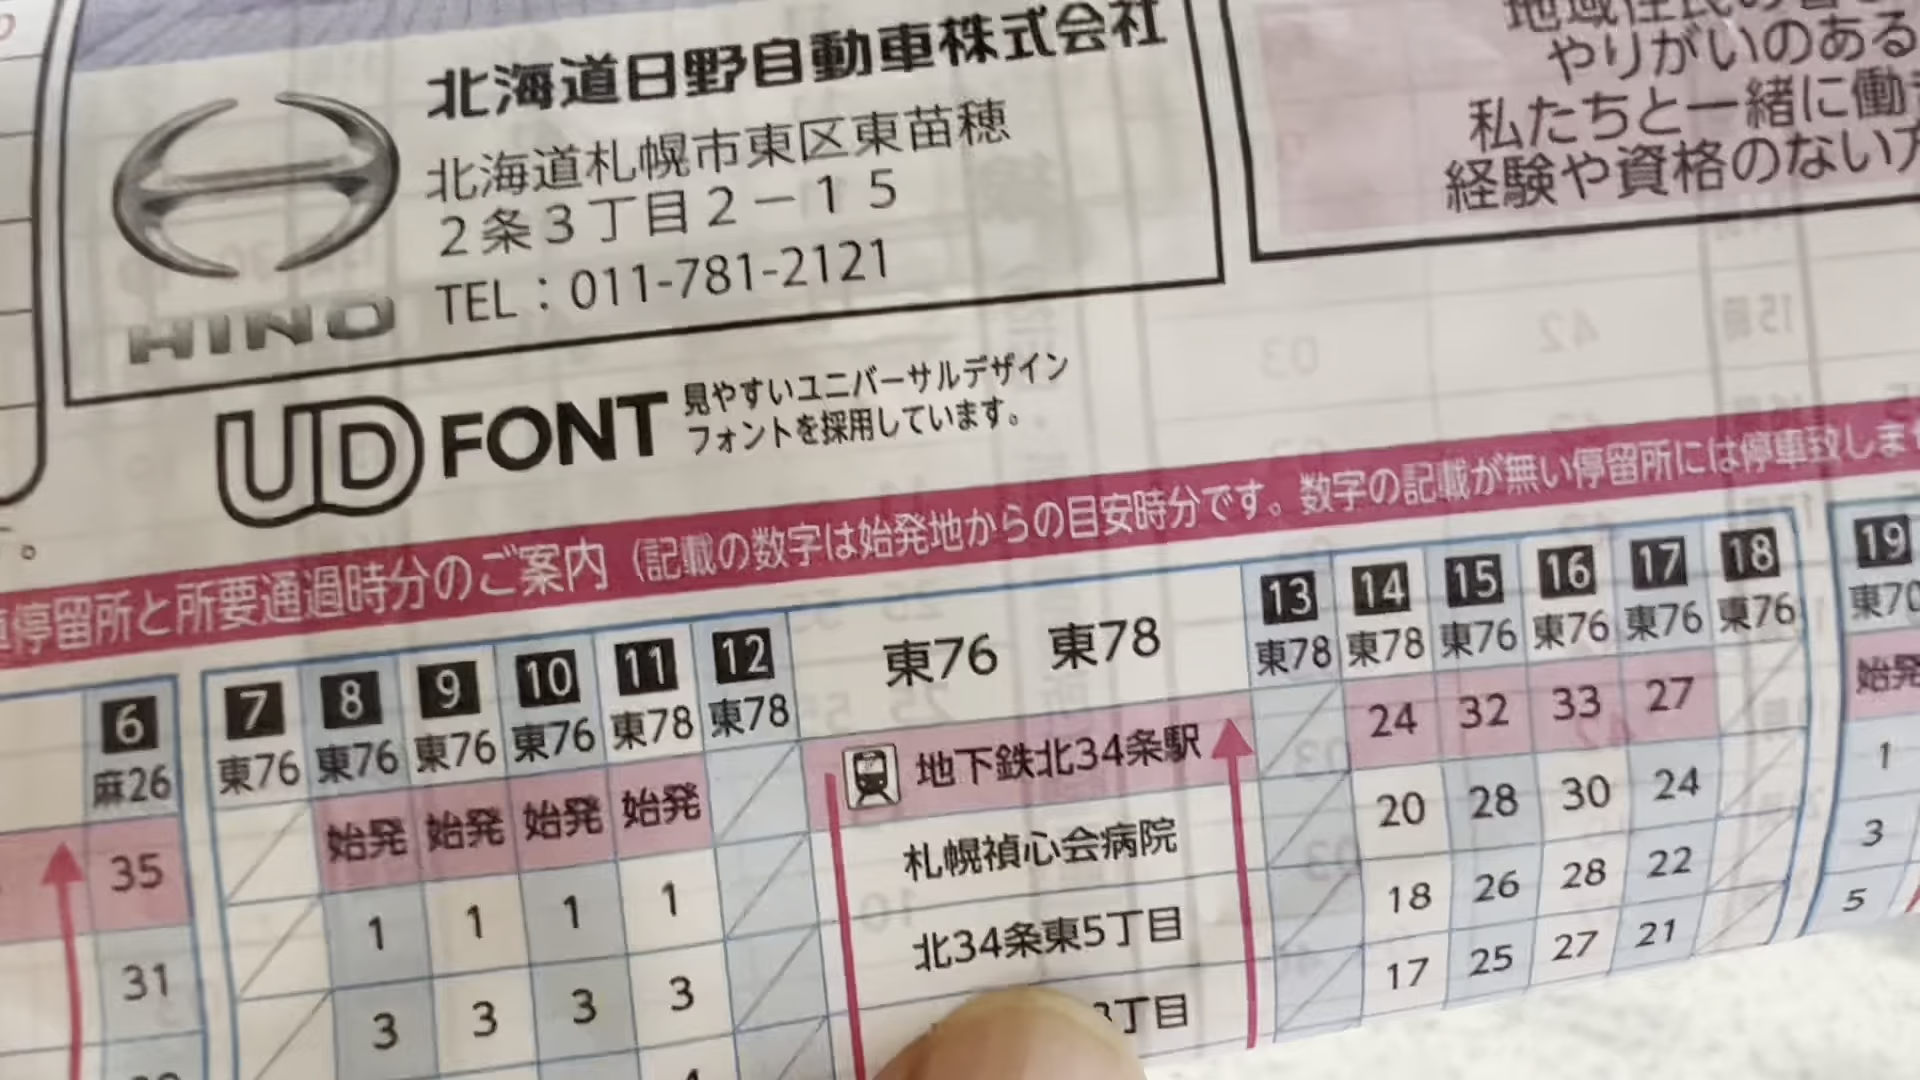 北海道日野自動車株式会社
北海道札幌市東区東苗穂
2条3丁目2－15
TEL：011-781-2121
HINO
やりがいのある
私たちと一緒に働
経験や資格のない
UD FONT
見やすいユニバーサルデザイン
フォントを採用しています。
停留所と所要通過時分のご案内（記載の数字は始発地からの目安時分です。数字の記載が無い停留所には停車致しま
6 7 8 9 10 11 12 東76 東78 13 14 15 16 17 18 19
麻26 東76 東76 東76 東76 東78 東78 東78 東78 東76 東76 東76 東76 東70
35 始発 始発 始発 始発 地下鉄北34条駅 24 32 33 27 始発
1 1 1 1 札幌禎心会病院 20 28 30 24 1
31 3 3 3 3 北34条東5丁目 18 26 28 22 3
3丁目 17 25 27 21 5